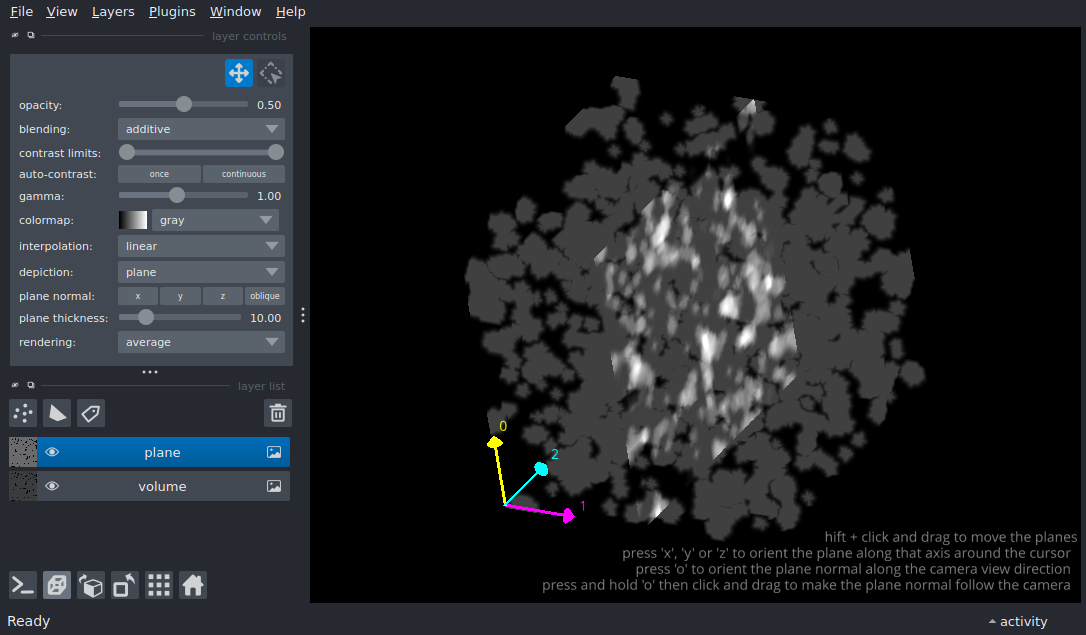 File View Layers Plugins Window Help
layer controls
opacity: 0.50
blending: additive
contrast limits:
auto-contrast: once continuous
gamma: 1.00
colormap: gray
interpolation: linear
depiction: plane
plane normal: x y z oblique
plane thickness: 10.00
rendering: average
layer list
plane
volume
0
2
1
hift + click and drag to move the planes
press 'x', 'y' or 'z' to orient the plane along that axis around the cursor
press 'o' to orient the plane normal along the camera view direction
press and hold 'o' then click and drag to make the plane normal follow the camera
Ready
activity